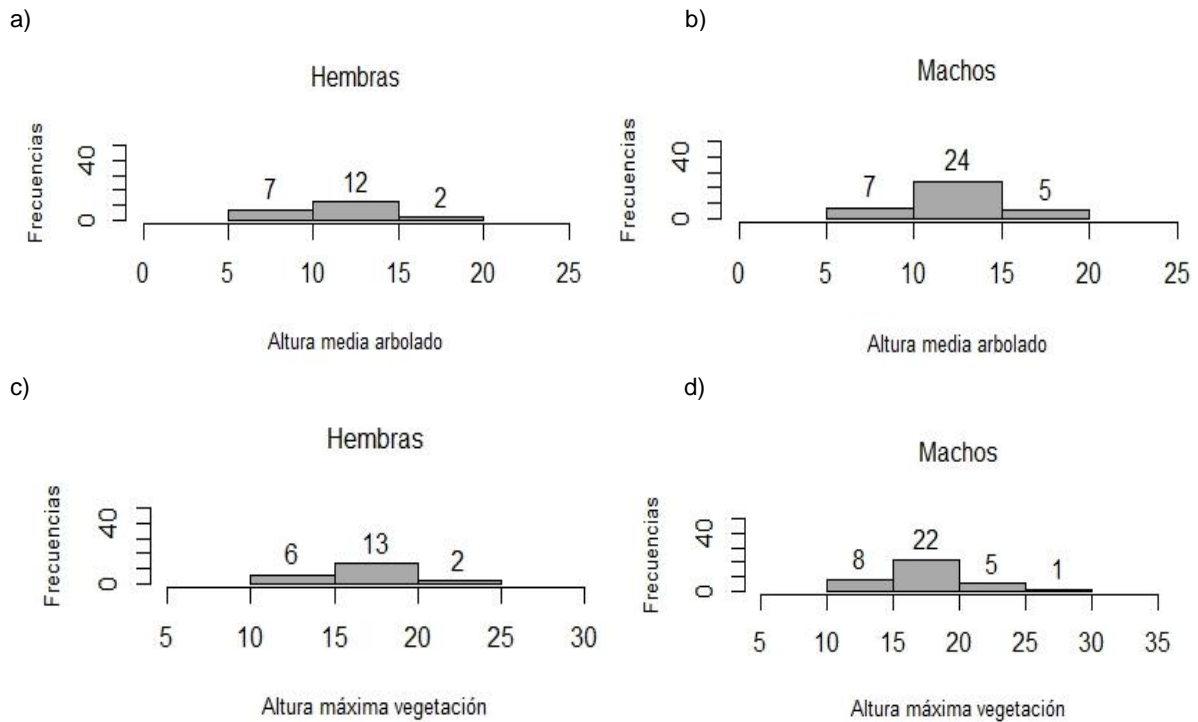 a)
Hembras
Frecuencias
0 40
7 12 2
0 5 10 15 20 25
Altura media arbolado
b)
Machos
Frecuencias
0 40
7 24 5
0 5 10 15 20 25
Altura media arbolado
c)
Hembras
Frecuencias
0 40
6 13 2
5 10 15 20 25 30
Altura máxima vegetación
d)
Machos
Frecuencias
0 40
8 22 5 1
5 10 15 20 25 30 35
Altura máxima vegetación